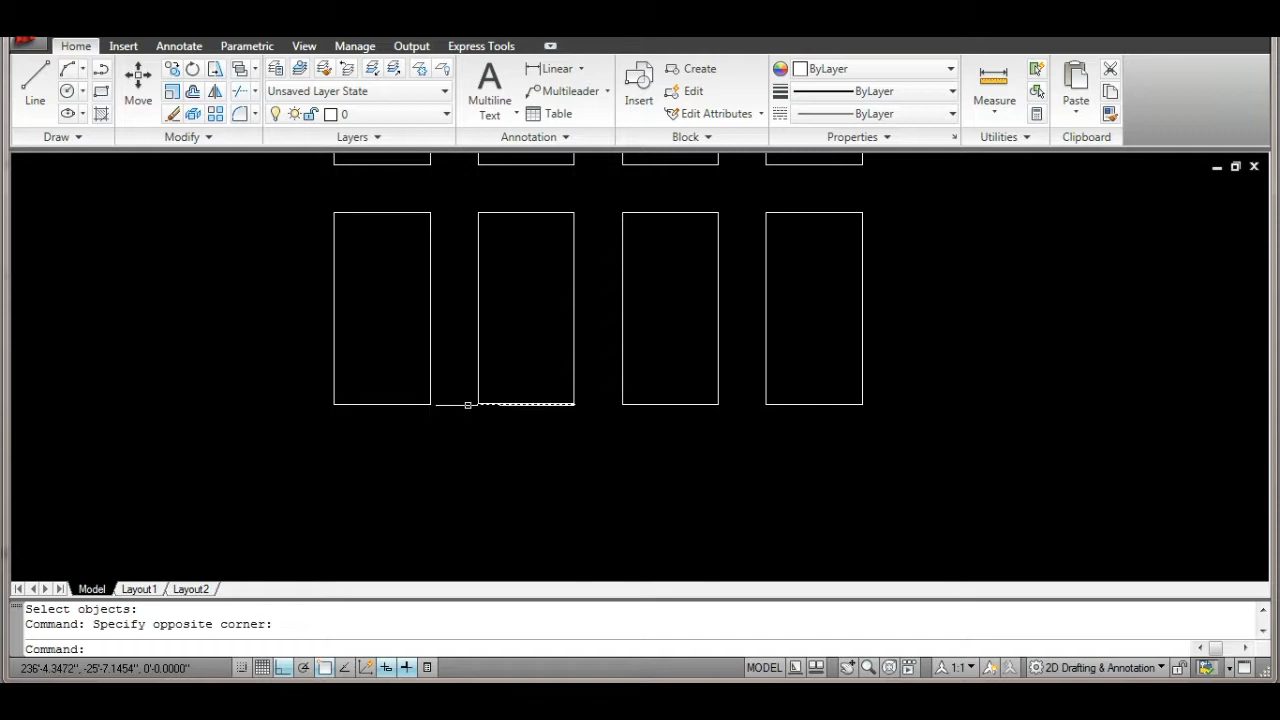 Home Insert Annotate Parametric View Manage Output Express Tools
Linear Create ByLayer
Line Move Unsaved Layer State Multiline Text Multileader Insert Edit ByLayer Measure Paste
0 Table Edit Attributes ByLayer
Draw Modify Layers Annotation Block Properties Utilities Clipboard
Model Layout1 Layout2
Select objects:
Command: Specify opposite corner:
Command:
236'-4.3472", -25'-7.1454", 0'-0.0000" MODEL 1:1 2D Drafting & Annotation